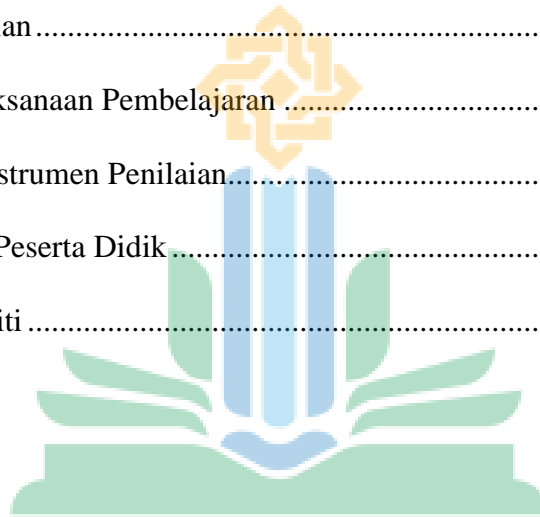 an........................................................
ksanaan Pembelajaran ..............................
strumen Penilaian.....................................
Peserta Didik............................................
iti ..........................................................